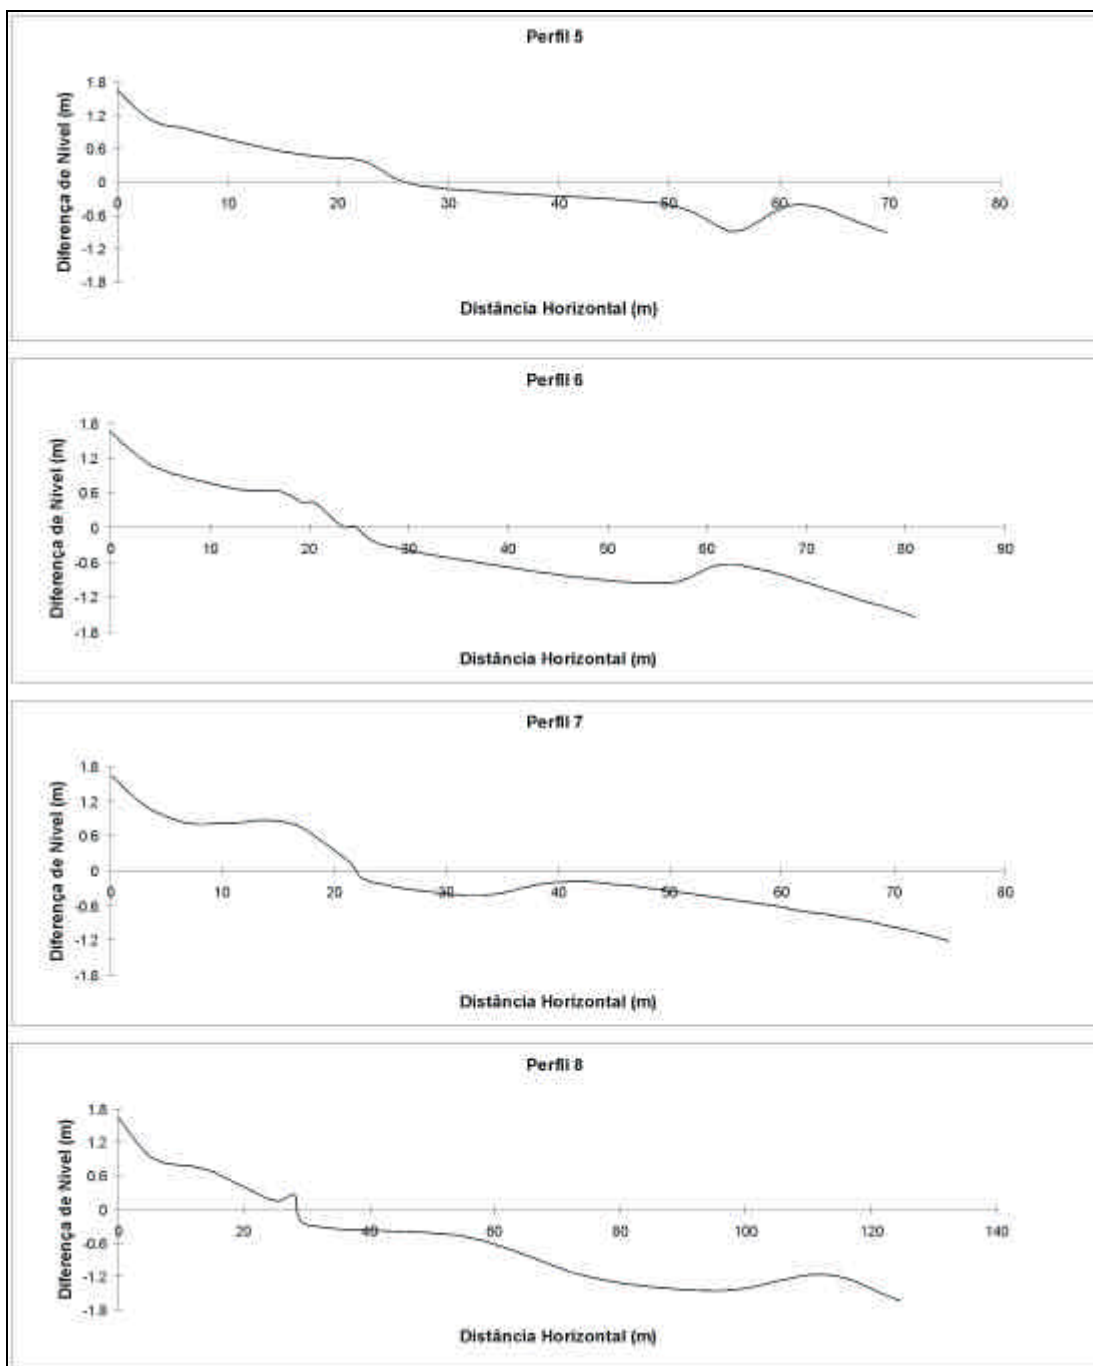 Perfil 5
Diferença de Nível (m)
1.8
1.2
0.6
0
-0.6
-1.2
-1.8
0 10 20 30 40 50 60 70 80
Distância Horizontal (m)
Perfil 6
Diferença de Nível (m)
1.8
1.2
0.6
0
-0.6
-1.2
-1.8
0 10 20 30 40 50 60 70 80 90
Distância Horizontal (m)
Perfil 7
Diferença de Nível (m)
1.8
1.2
0.6
0
-0.6
-1.2
-1.8
0 10 20 30 40 50 60 70 80
Distância Horizontal (m)
Perfil 8
Diferença de Nível (m)
1.8
1.2
0.6
0
-0.6
-1.2
-1.8
0 20 40 60 80 100 120 140
Distância Horizontal (m)